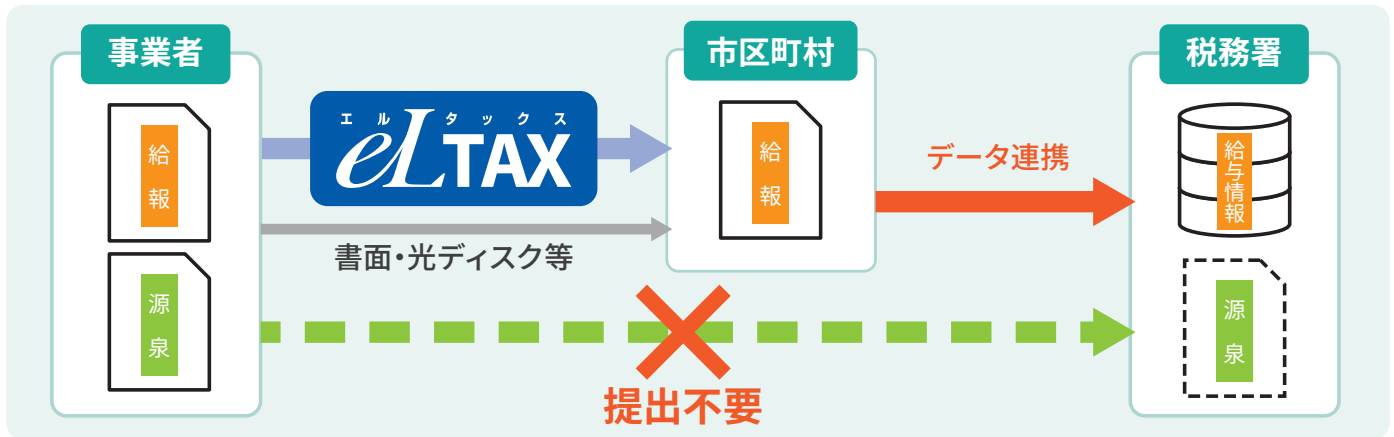 事業者
市区町村
税務署
給報
エルタックス
eLTAX
給報
データ連携
給与情報
書面・光ディスク等
源泉
源泉
提出不要